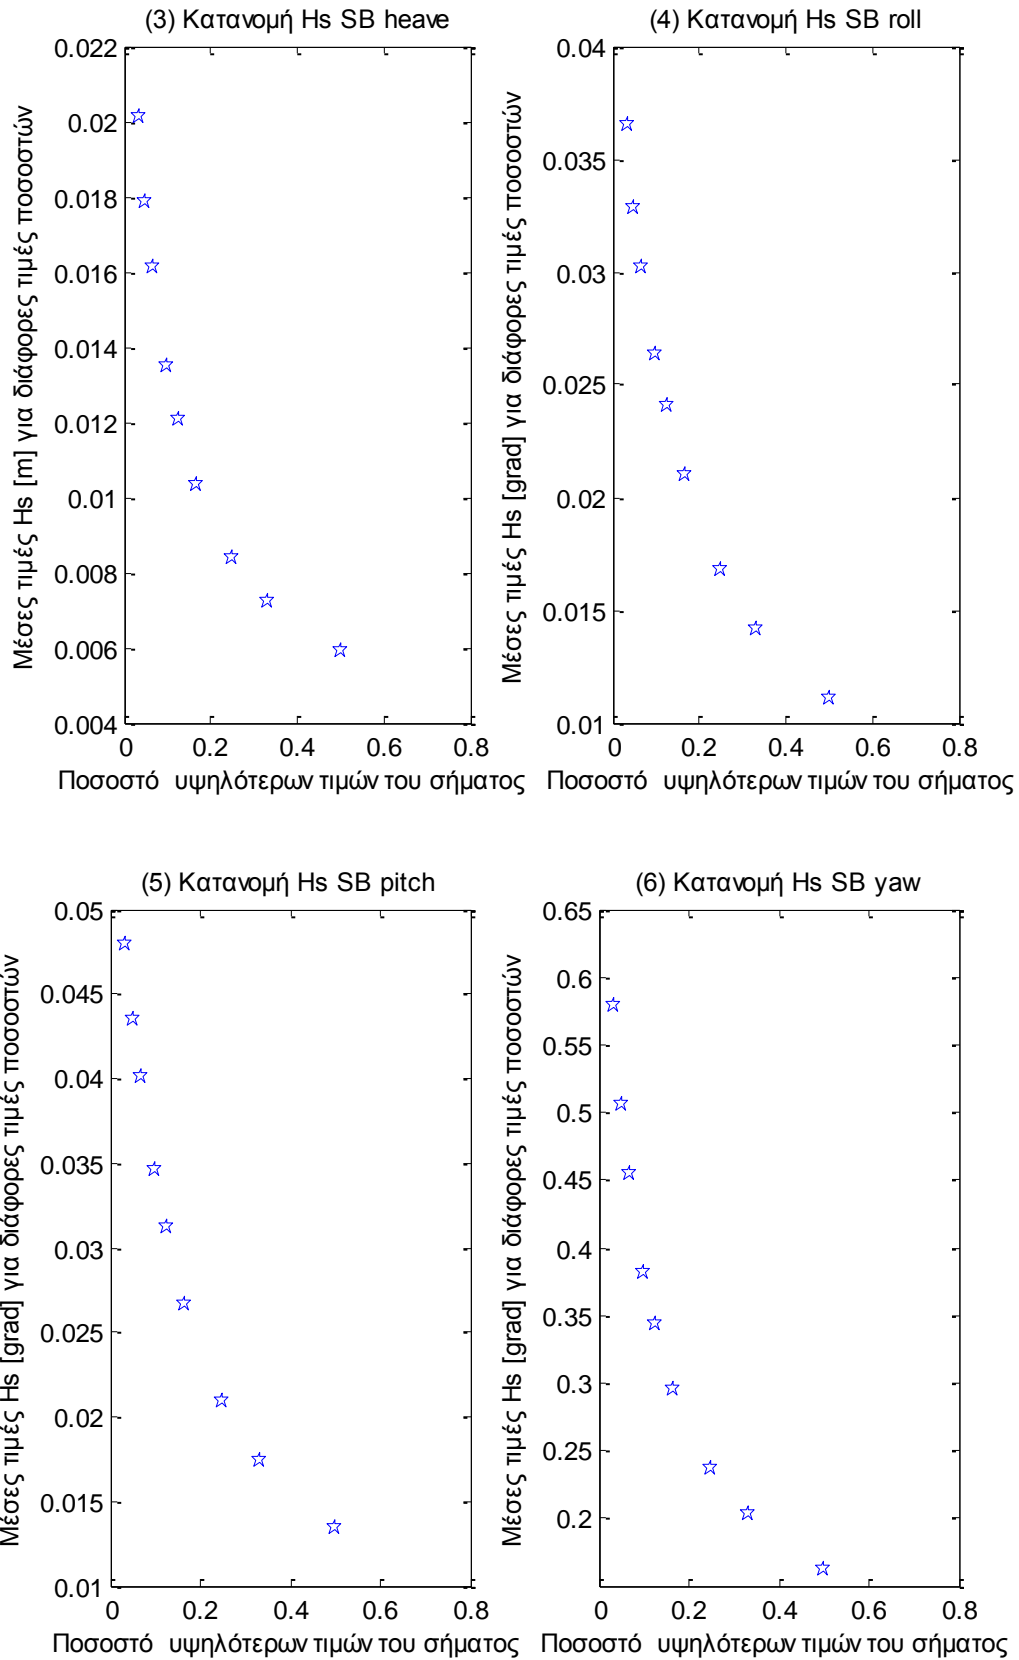 (3) Κατανομή Hs SB heave
Μέσες τιμές Hs [m] για διάφορες τιμές ποσοστών
0.022
0.02
0.018
0.016
0.014
0.012
0.01
0.008
0.006
0.004
0 0.2 0.4 0.6 0.8
Ποσοστό υψηλότερων τιμών του σήματος
(4) Κατανομή Hs SB roll
Μέσες τιμές Hs [grad] για διάφορες τιμές ποσοστών
0.04
0.035
0.03
0.025
0.02
0.015
0.01
0 0.2 0.4 0.6 0.8
Ποσοστό υψηλότερων τιμών του σήματος
(5) Κατανομή Hs SB pitch
Μέσες τιμές Hs [grad] για διάφορες τιμές ποσοστών
0.05
0.045
0.04
0.035
0.03
0.025
0.02
0.015
0.01
0 0.2 0.4 0.6 0.8
Ποσοστό υψηλότερων τιμών του σήματος
(6) Κατανομή Hs SB yaw
Μέσες τιμές Hs [grad] για διάφορες τιμές ποσοστών
0.65
0.6
0.55
0.5
0.45
0.4
0.35
0.3
0.25
0.2
0 0.2 0.4 0.6 0.8
Ποσοστό υψηλότερων τιμών του σήματος